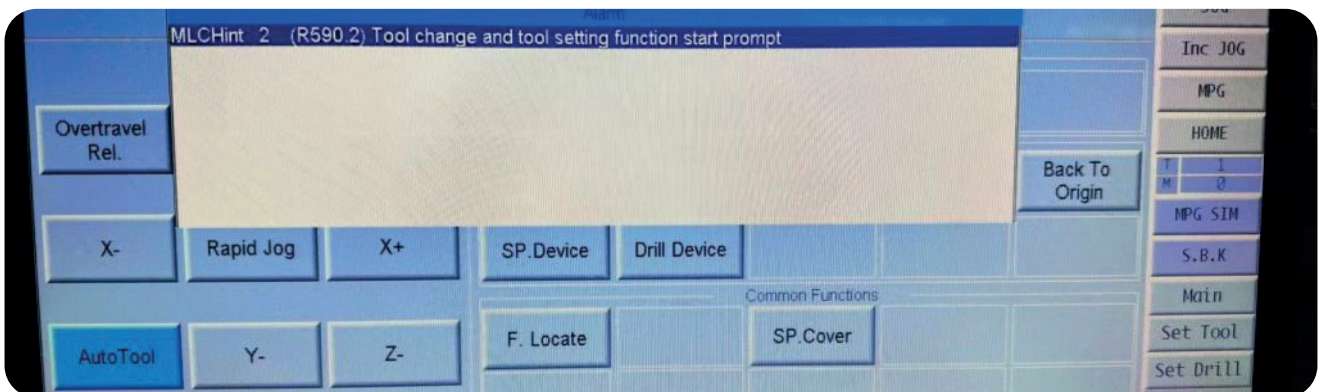 Alarm
MLCHint 2 (R590.2) Tool change and tool setting function start prompt
JOG
Inc JOG
MPG
HOME
T 1
M 0
MPG SIM
S.B.K
Main
Set Tool
Set Drill
Overtravel
Rel.
Back To
Origin
X-
Rapid Jog
X+
SP.Device
Drill Device
Common Functions
AutoTool
Y-
Z-
F. Locate
SP.Cover